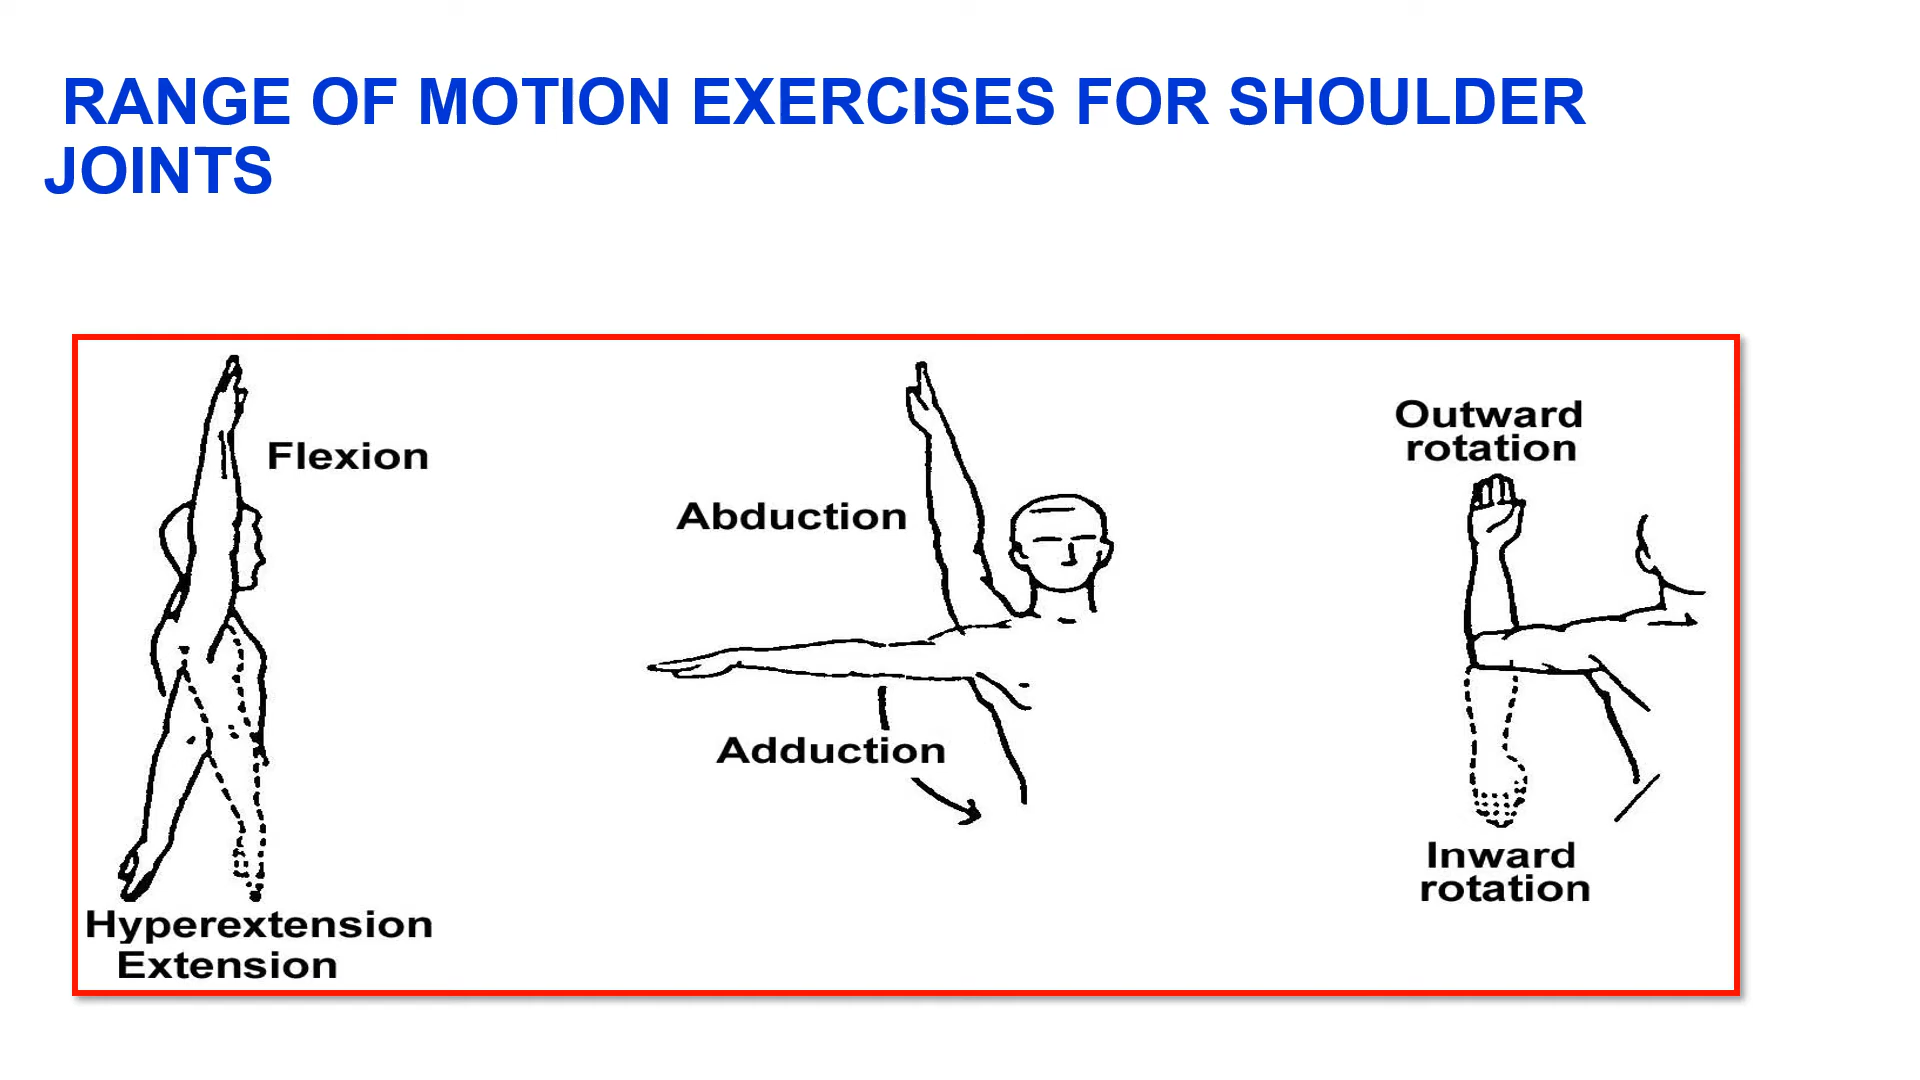 RANGE OF MOTION EXERCISES FOR SHOULDER
JOINTS
Flexion
Hyperextension
Extension
Abduction
Adduction
Outward
rotation
Inward
rotation